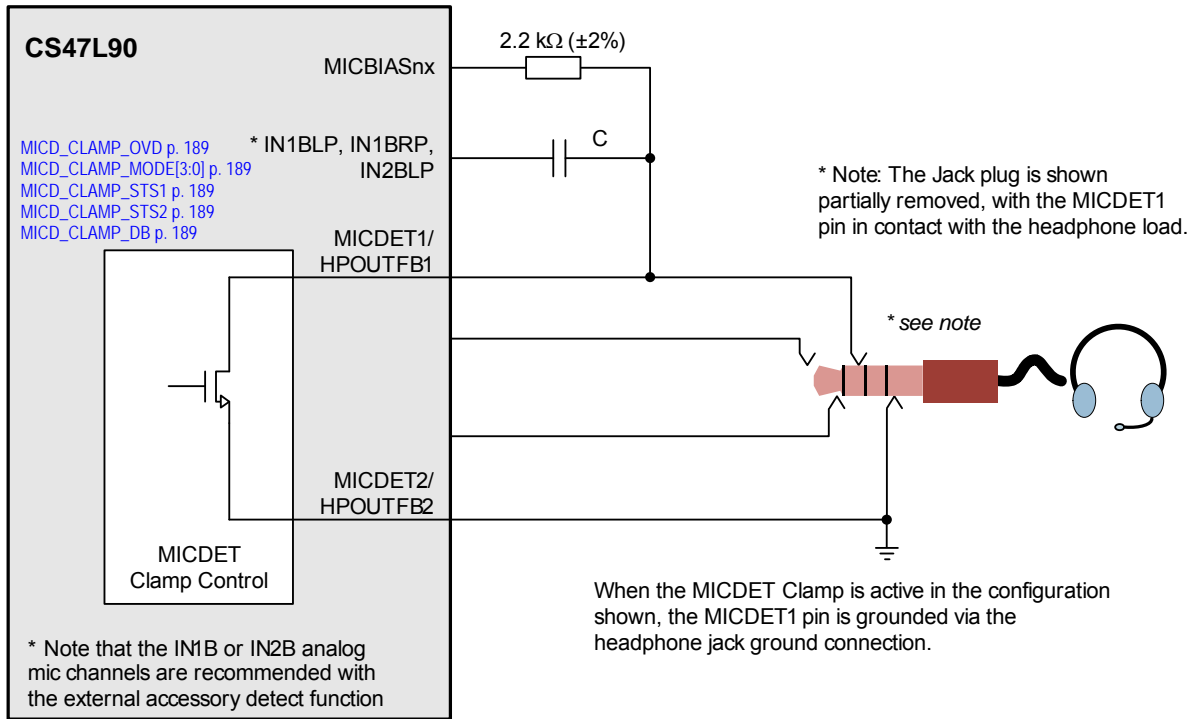 CS47L90
2.2 kΩ (±2%)
MICBIASnx
MICD_CLAMP_OVD p. 189
MICD_CLAMP_MODE[3:0] p. 189
MICD_CLAMP_STS1 p. 189
MICD_CLAMP_STS2 p. 189
MICD_CLAMP_DB p. 189
* IN1BLP, IN1BRP,
IN2BLP
C
* Note: The Jack plug is shown
partially removed, with the MICDET1
pin in contact with the headphone load.
MICDET1/
HPOUTFB1
* see note
MICDET2/
HPOUTFB2
MICDET
Clamp Control
When the MICDET Clamp is active in the configuration
shown, the MICDET1 pin is grounded via the
headphone jack ground connection.
* Note that the IN1B or IN2B analog
mic channels are recommended with
the external accessory detect function